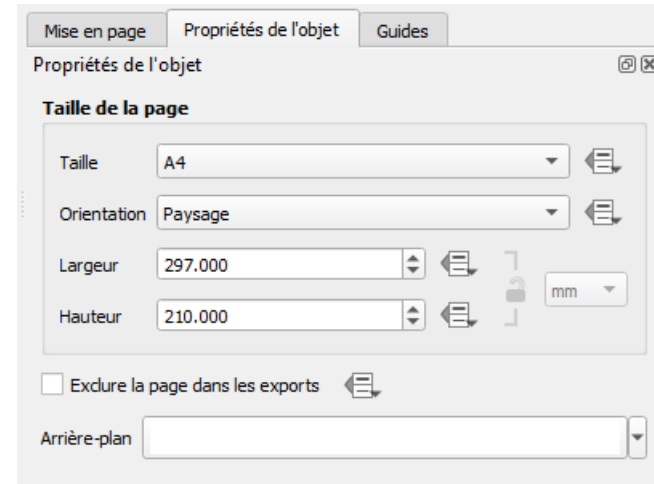 Mise en page Propriétés de l'objet Guides
Propriétés de l'objet
Taille de la page
Taille A4
Orientation Paysage
Largeur 297.000
mm
Hauteur 210.000
Exclure la page dans les exports
Arrière-plan